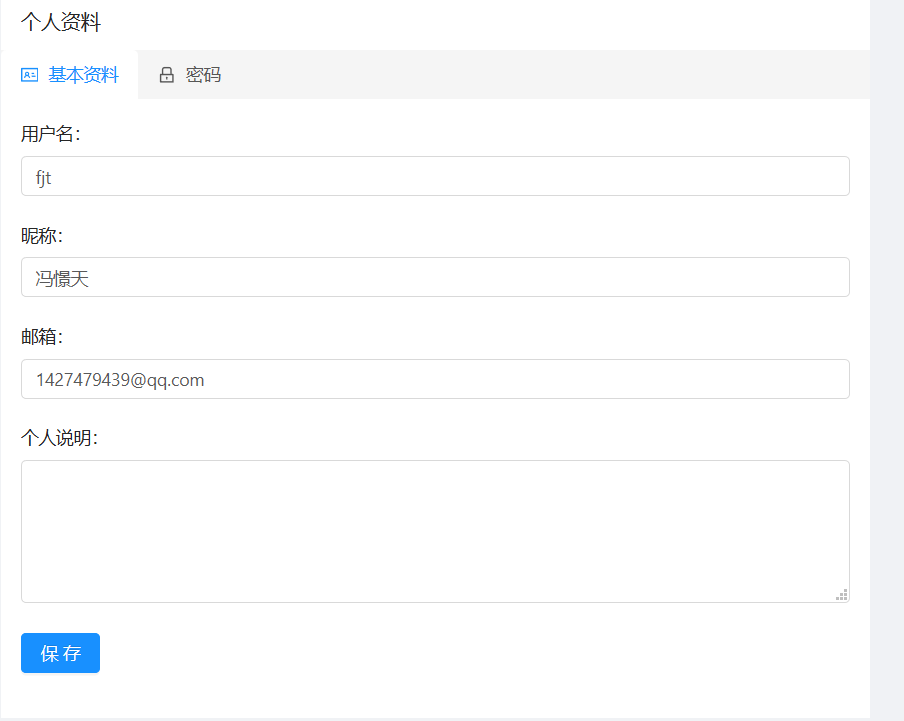 个人资料
基本资料 密码
用户名：
fjt
昵称：
冯憬天
邮箱：
1427479439@qq.com
个人说明：
保 存